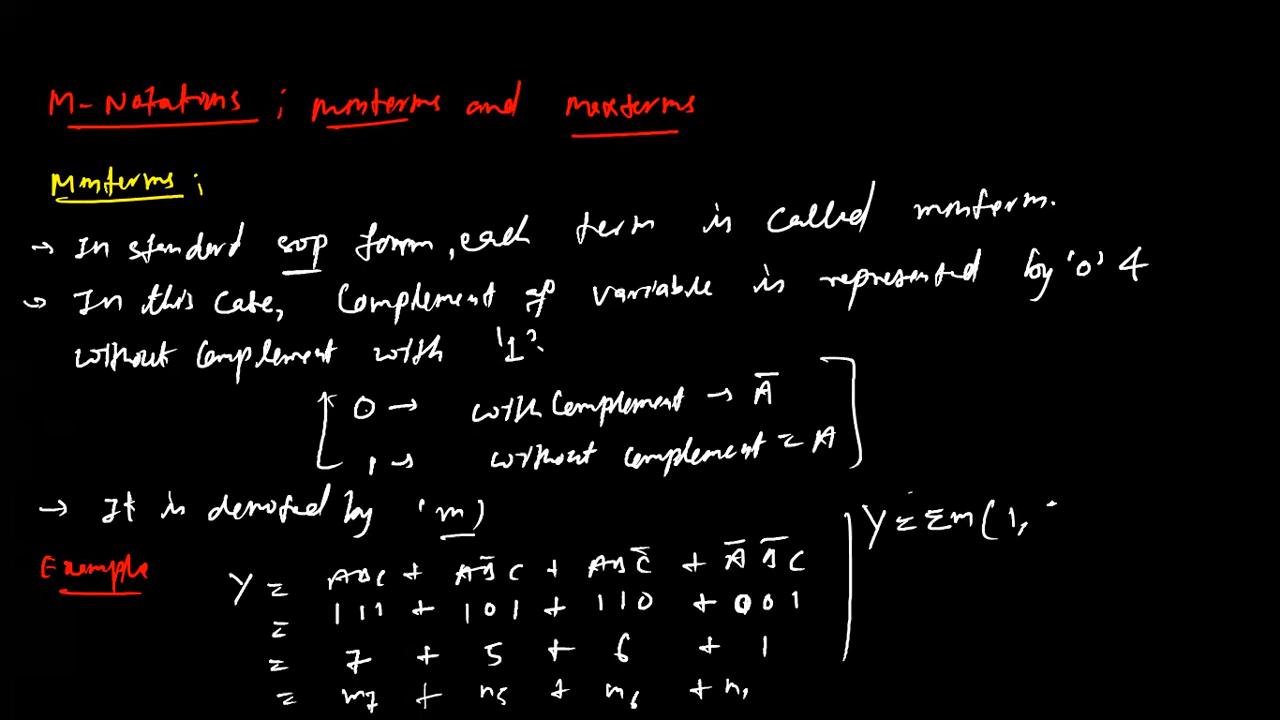 M-Notations ; minterms and maxterms
Minterms ;
→ In standard SOP form, each term is called minterm.
→ In this case, Complement of variable is represented by '0' &
without complement with '1'.
0 → with complement → A̅
1 → without complement = A
→ It is denoted by 'm'
Example
Y = ABC + AB̅C + ABC̅ + A̅B̅C
= 111 + 101 + 110 + 001
= 7 + 5 + 6 + 1
= m7 + m5 + m6 + m1
Y = Σm(1,